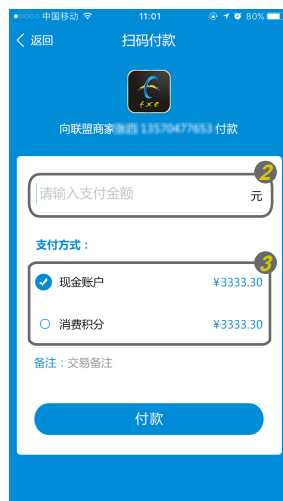 中国移动 11:01 80%
返回 扫码付款
fxe
向联盟商家 13570477653 付款
2
请输入支付金额 元
支付方式：
3
现金账户 ¥3333.30
消费积分 ¥3333.30
备注：交易备注
付款